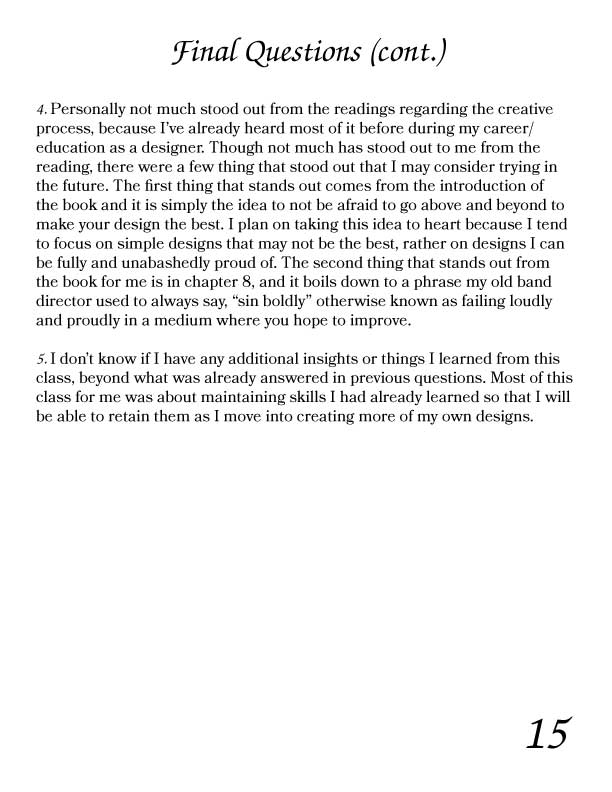 Final Questions (cont.)
4. Personally not much stood out from the readings regarding the creative
process, because I’ve already heard most of it before during my career/
education as a designer. Though not much has stood out to me from the
reading, there were a few thing that stood out that I may consider trying in
the future. The first thing that stands out comes from the introduction of
the book and it is simply the idea to not be afraid to go above and beyond to
make your design the best. I plan on taking this idea to heart because I tend
to focus on simple designs that may not be the best, rather on designs I can
be fully and unabashedly proud of. The second thing that stands out from
the book for me is in chapter 8, and it boils down to a phrase my old band
director used to always say, “sin boldly” otherwise known as failing loudly
and proudly in a medium where you hope to improve.
5. I don’t know if I have any additional insights or things I learned from this
class, beyond what was already answered in previous questions. Most of this
class for me was about maintaining skills I had already learned so that I will
be able to retain them as I move into creating more of my own designs.
15